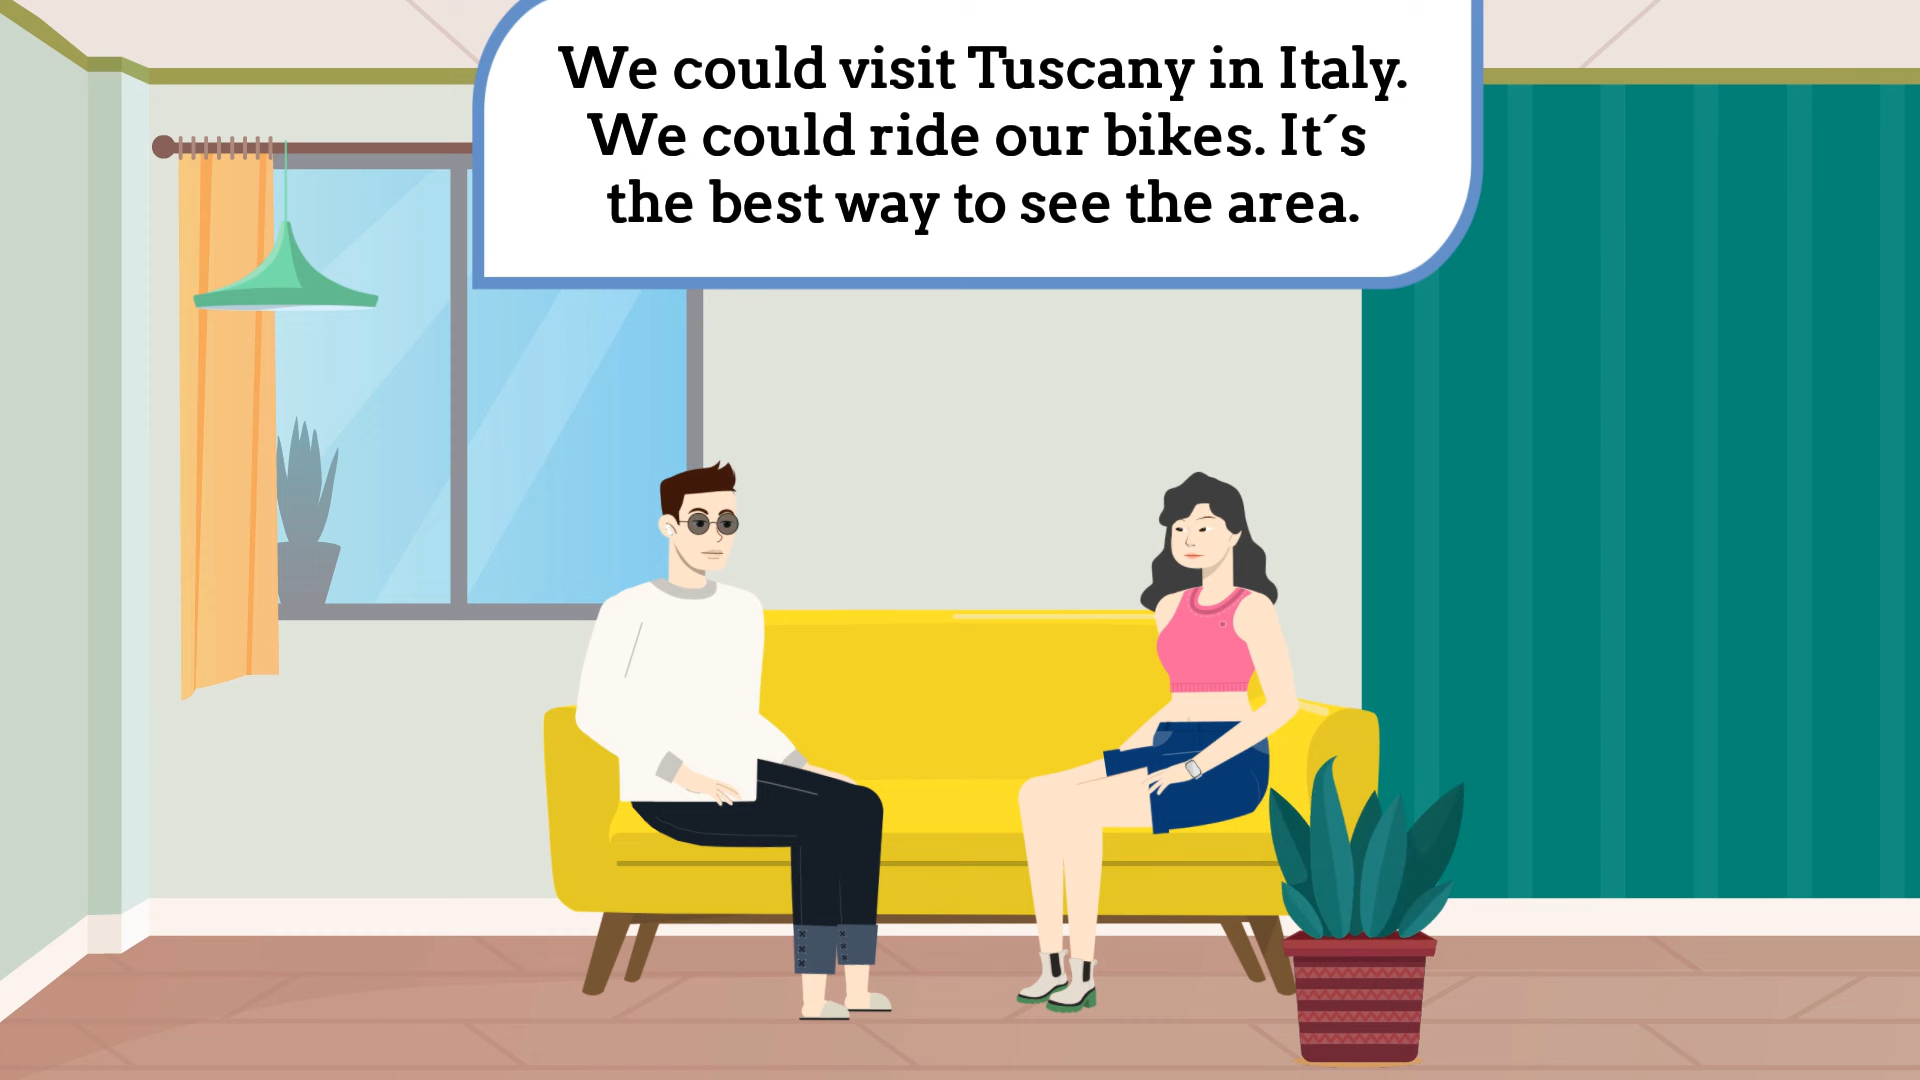 We could visit Tuscany in Italy.
We could ride our bikes. It´s
the best way to see the area.